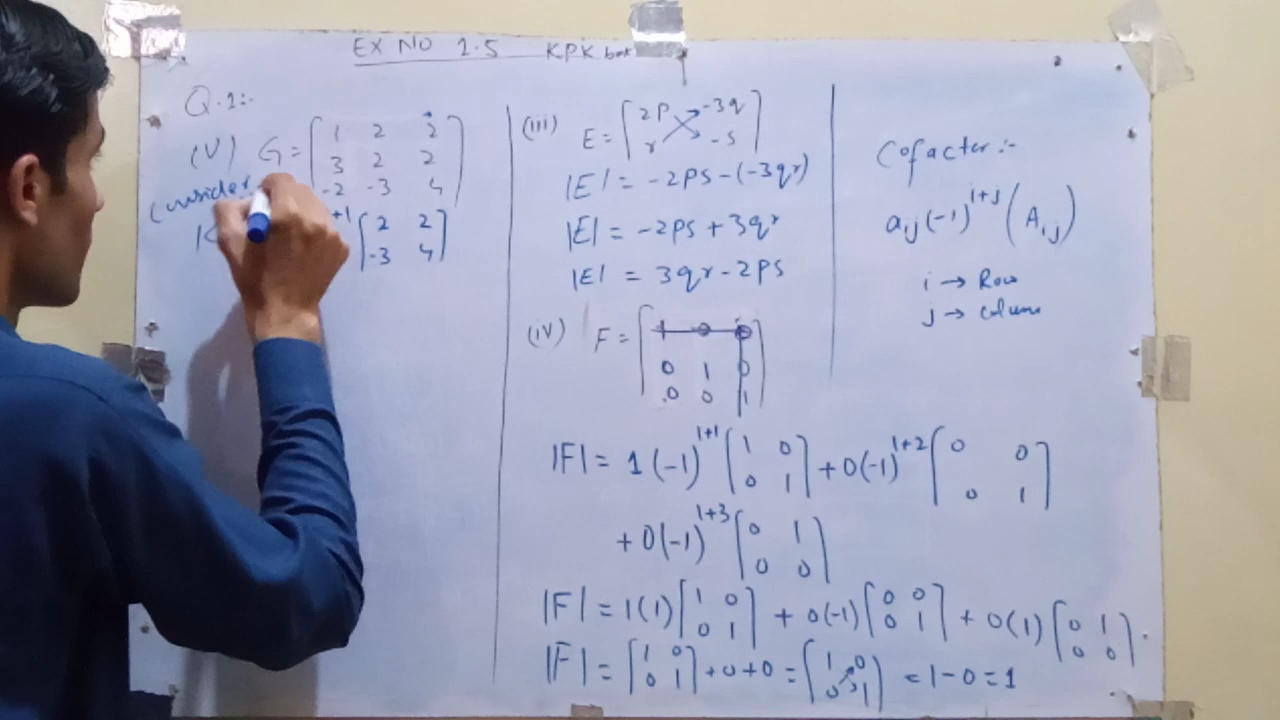 EX NO 1.5 KPK book
Q.1:-
(V) G = [1 2 2
3 2 2
-2 -3 4]
Consider
+1 [2 2
-3 4]
(iii) E = [2P -3q
r -s]
|E| = -2PS-(-3qr)
|E| = -2PS+3qr
|E| = 3qr-2PS
(iv) F = [1 0 0
0 1 0
0 0 1]
|F| = 1(-1)^1+1 [1 0
0 1] + 0(-1)^1+2 [0 0
0 1]
+ 0(-1)^1+3 [0 1
0 0]
|F| = 1(1) [1 0
0 1] + 0(-1) [0 0
0 1] + 0(1) [0 1
0 0]
|F| = [1 0
0 1] + 0 + 0 = [1 0
0 1] = 1-0 = 1
Cofactor:-
aij(-1)^i+j (Aij)
i → Row
j → column